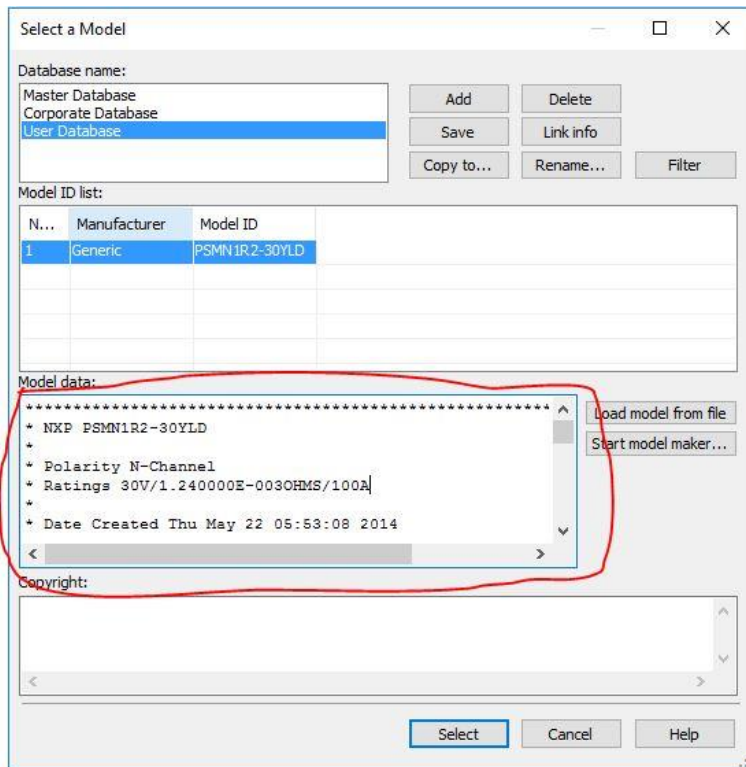 Select a Model
Database name:
Master Database
Corporate Database
User Database
Add
Delete
Save
Link info
Copy to...
Rename...
Filter
Model ID list:
N... Manufacturer Model ID
1 Generic PSMN1R2-30YLD
Model data:
*********************************************************
* NXP PSMN1R2-30YLD
*
* Polarity N-Channel
* Ratings 30V/1.240000E-003OHMS/100A
*
* Date Created Thu May 22 05:53:08 2014
Load model from file
Start model maker...
Copyright:
Select
Cancel
Help